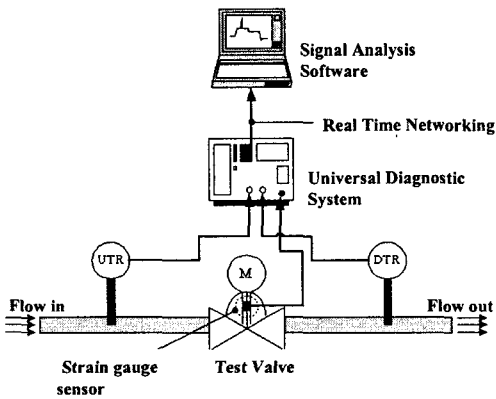 Signal Analysis
Software
Real Time Networking
Universal Diagnostic
System
UTR
M
DTR
Flow in
Flow out
Strain gauge
sensor
Test Valve